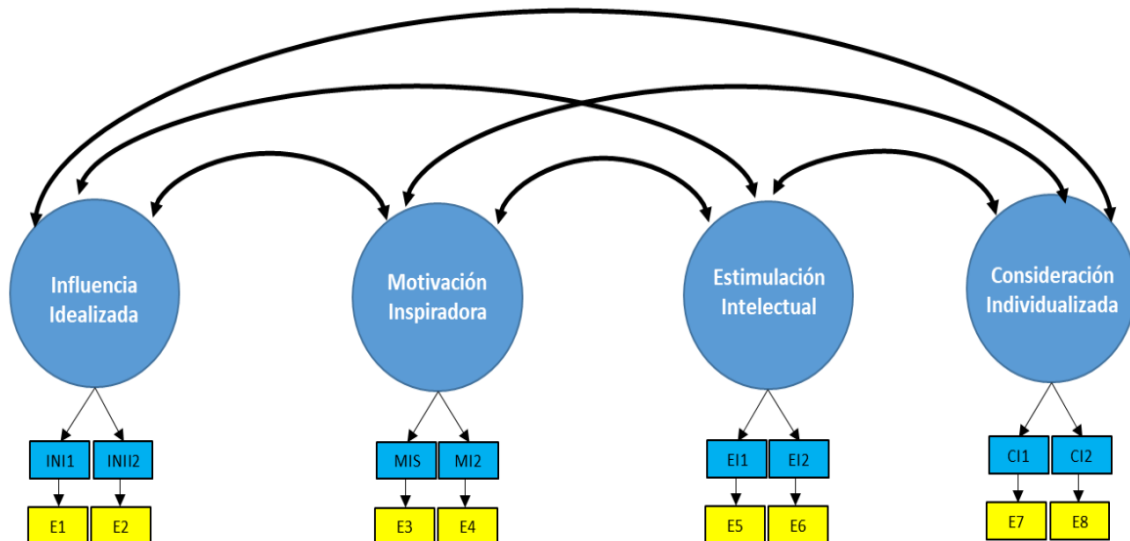 Influencia
Idealizada
Motivación
Inspiradora
Estimulación
Intelectual
Consideración
Individualizada
INI1 INII2 MIS MI2 EI1 EI2 CI1 CI2
E1 E2 E3 E4 E5 E6 E7 E8